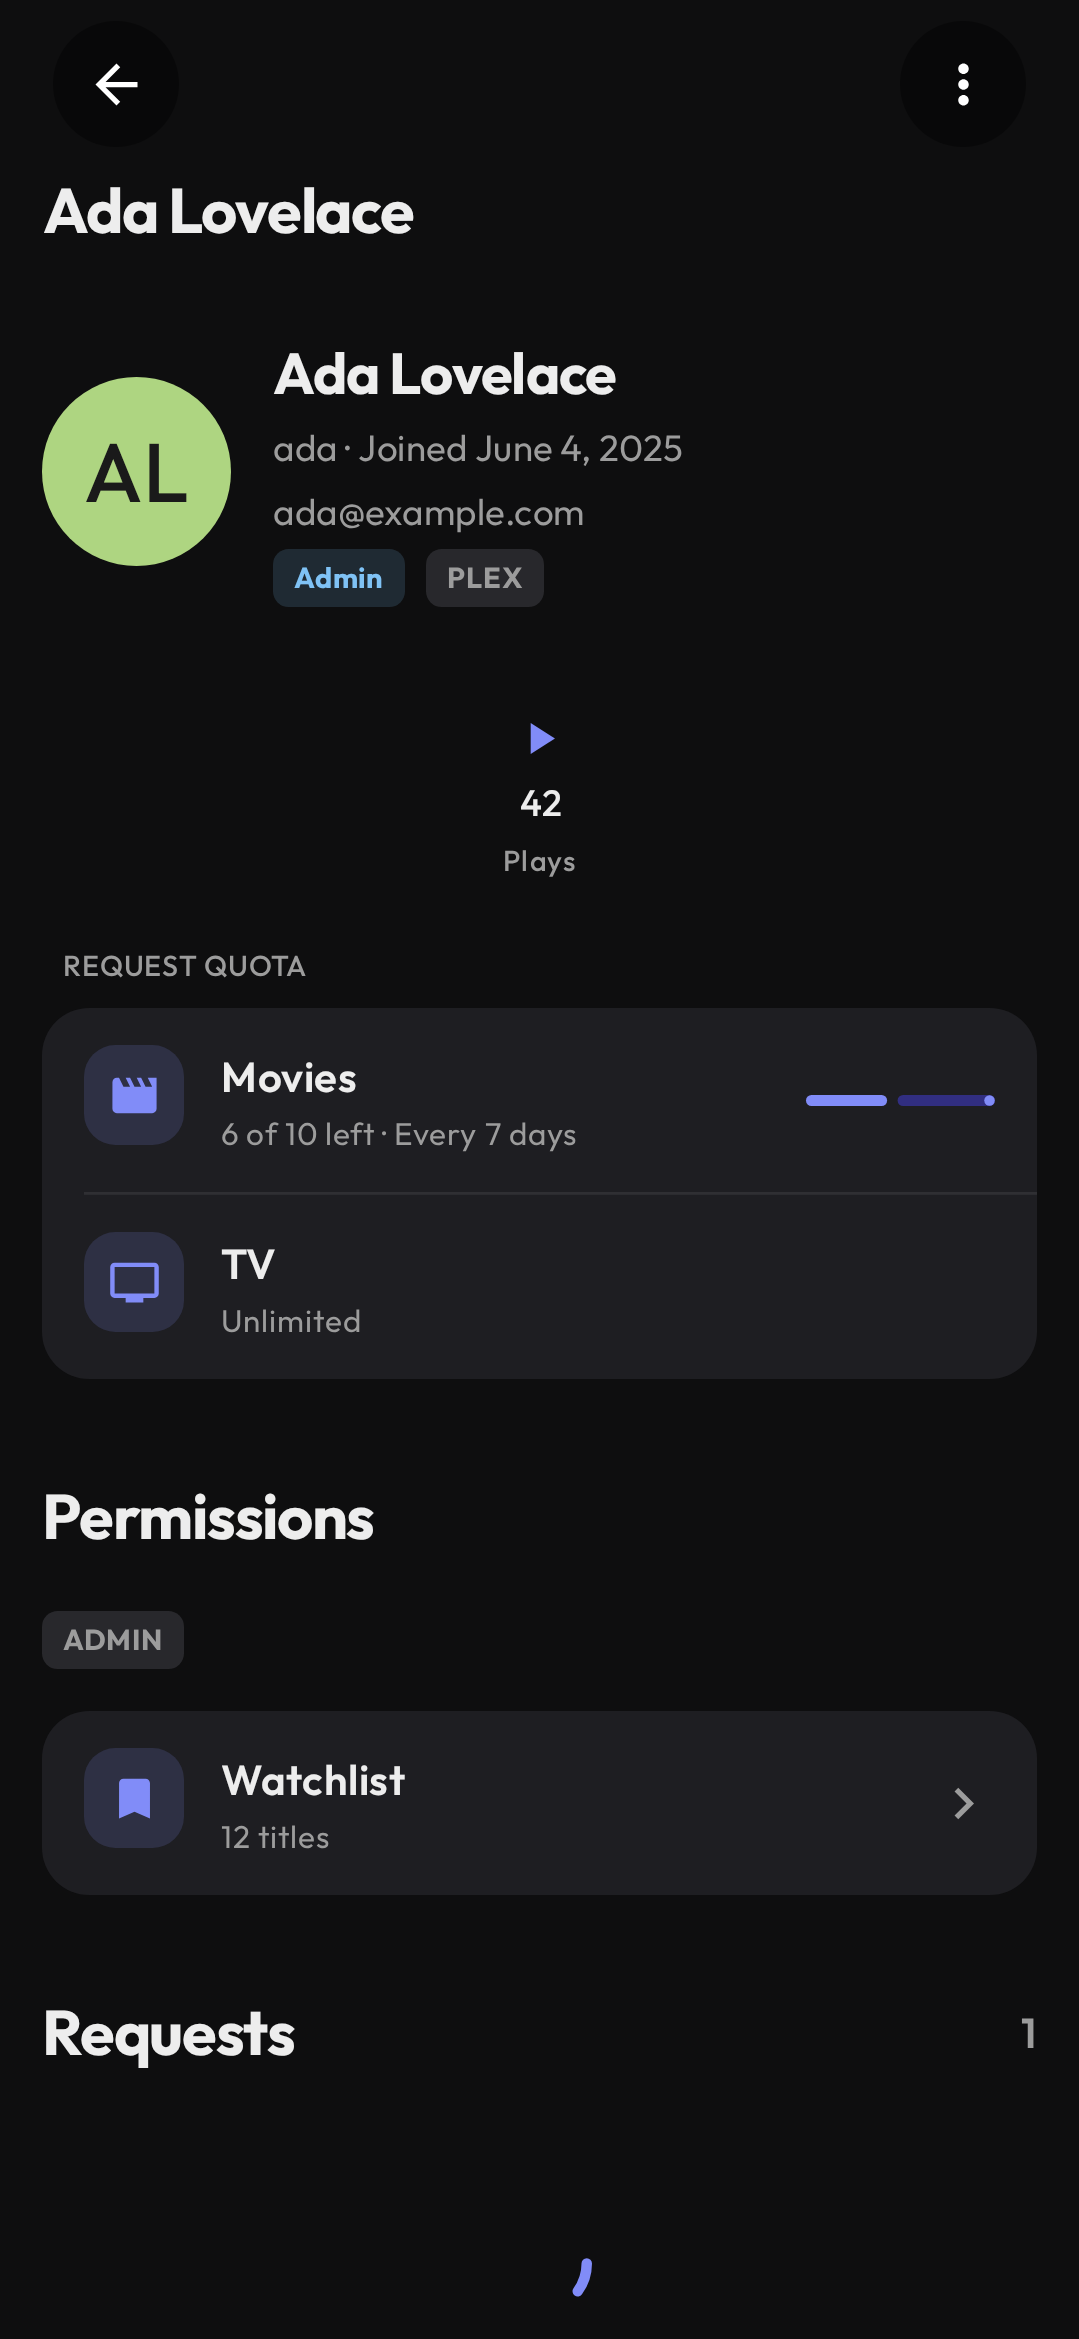 Ada Lovelace
AL
Ada Lovelace
ada · Joined June 4, 2025
ada@example.com
Admin
PLEX
42
Plays
REQUEST QUOTA
Movies
6 of 10 left · Every 7 days
TV
Unlimited
Permissions
ADMIN
Watchlist
12 titles
Requests
1